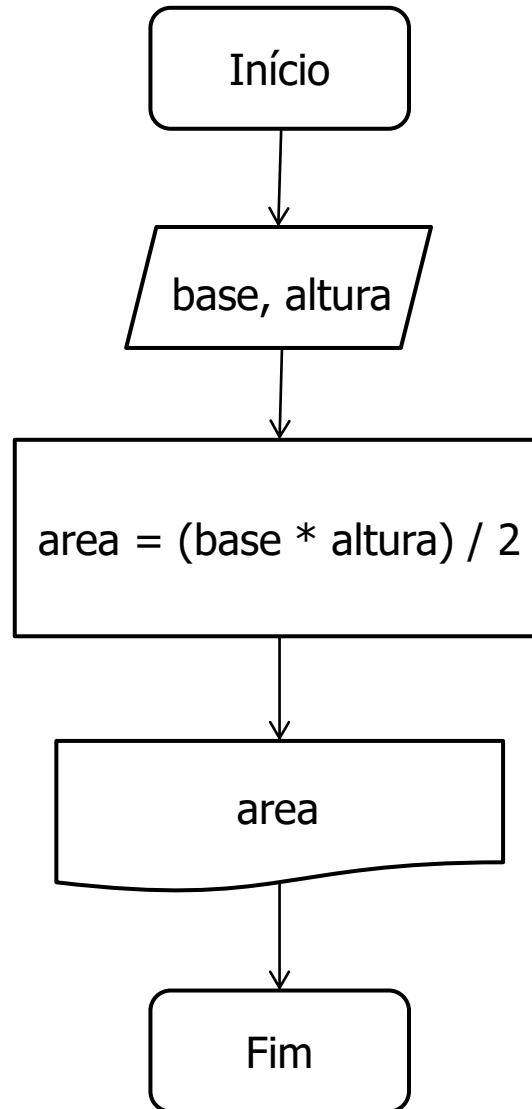 Início
base, altura
area = (base * altura) / 2
area
Fim